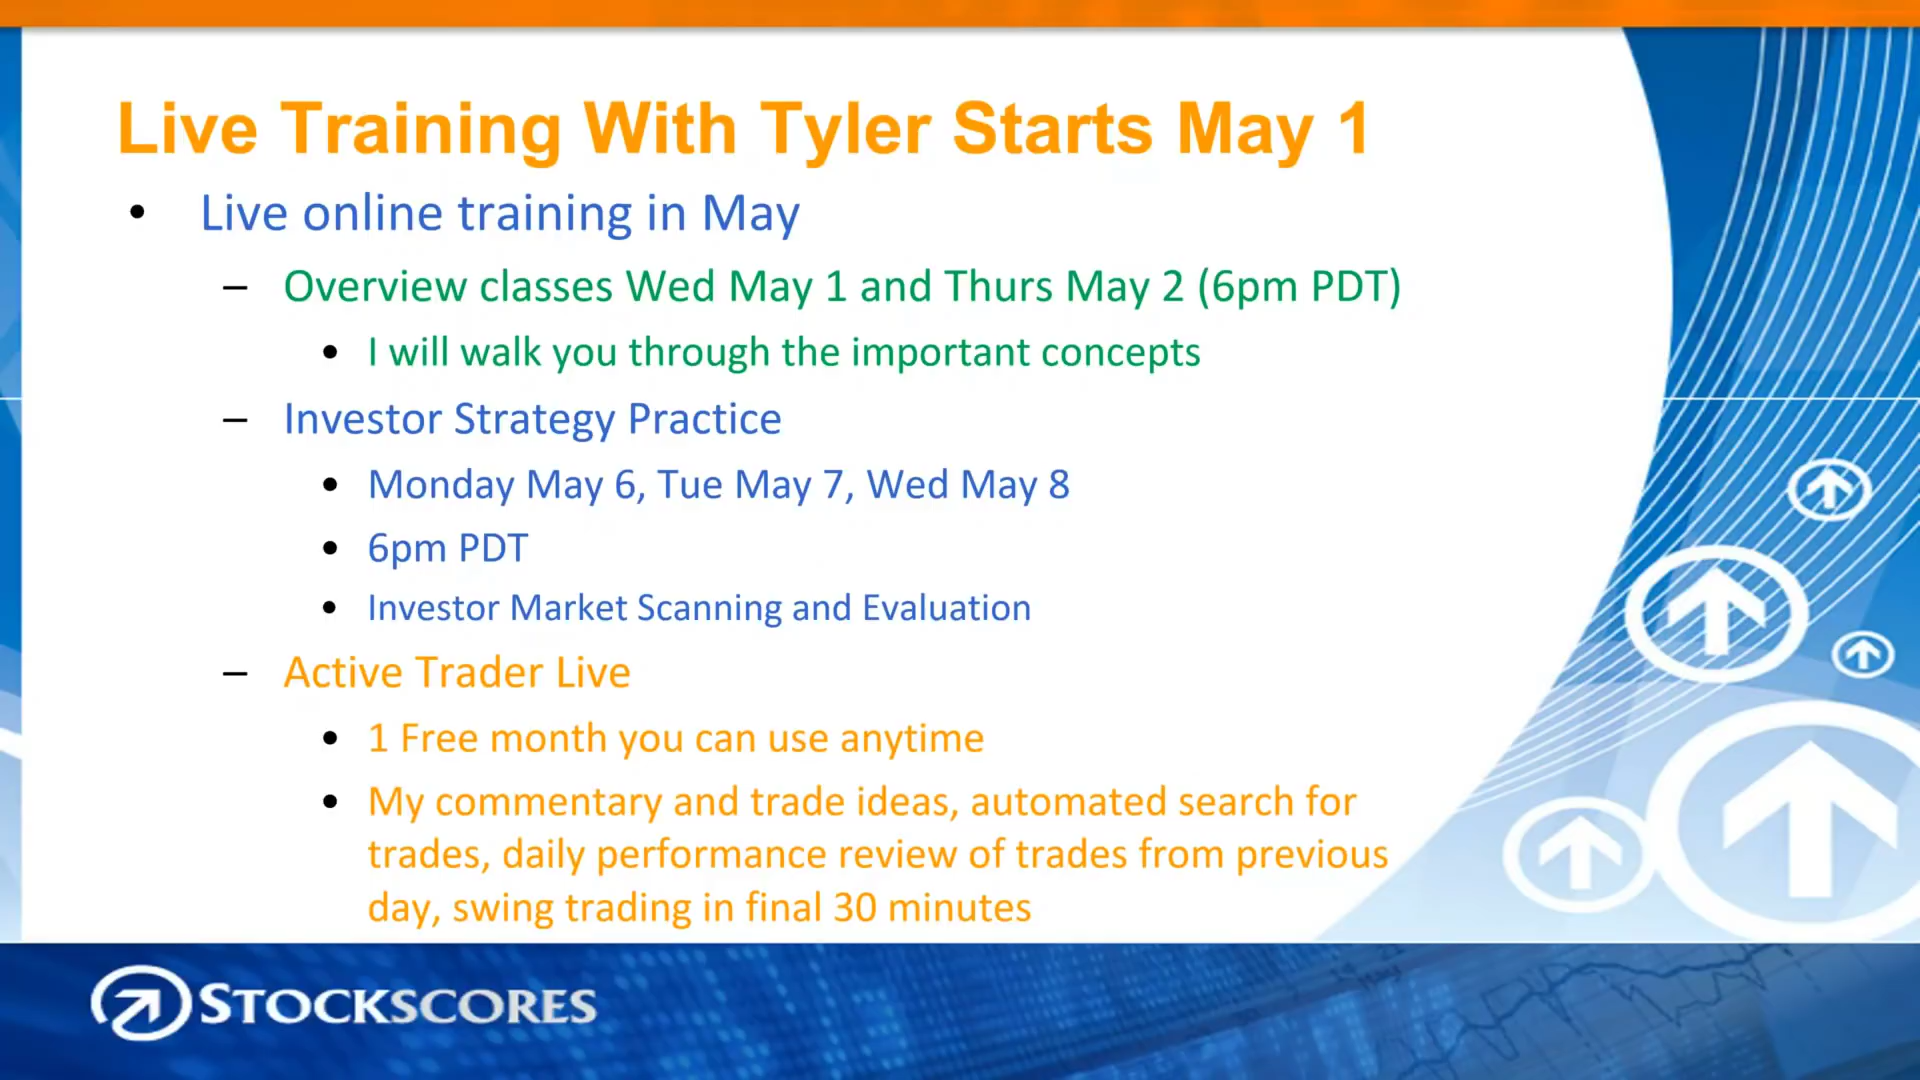 Live Training With Tyler Starts May 1
• Live online training in May
– Overview classes Wed May 1 and Thurs May 2 (6pm PDT)
• I will walk you through the important concepts
– Investor Strategy Practice
• Monday May 6, Tue May 7, Wed May 8
• 6pm PDT
• Investor Market Scanning and Evaluation
– Active Trader Live
• 1 Free month you can use anytime
• My commentary and trade ideas, automated search for
trades, daily performance review of trades from previous
day, swing trading in final 30 minutes
STOCKSCORES